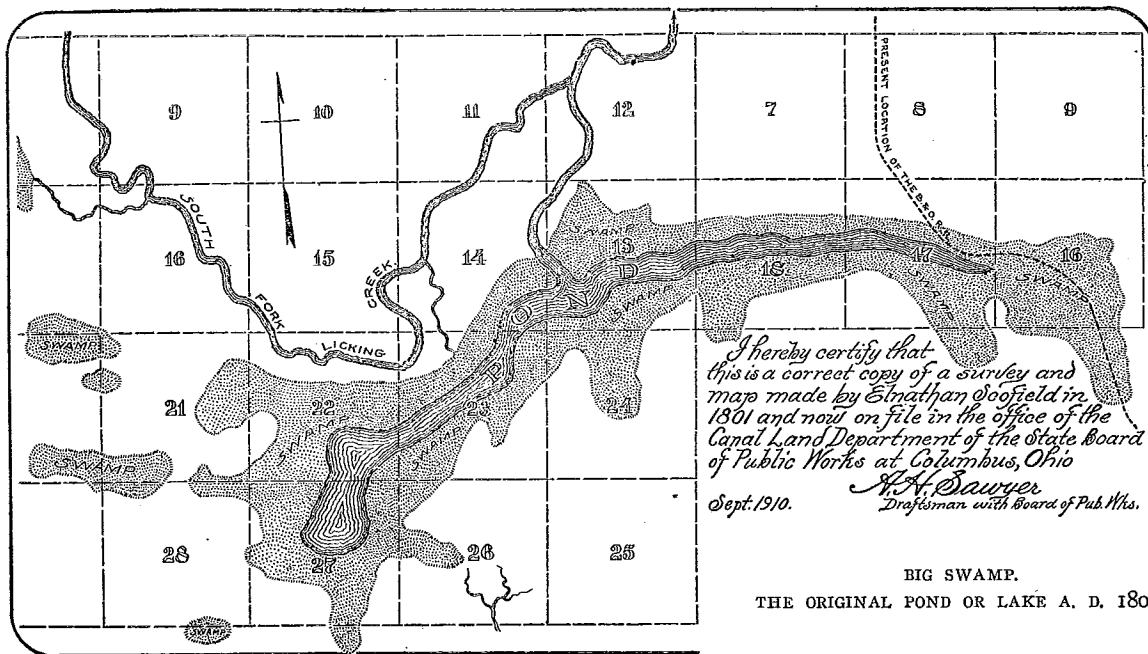 9
10
11
12
7
8
9
PRESENT LOCATION OF THE B. & O. R. R.
SOUTH FORK LICKING CREEK.
16
15
14
SWAMP
13
18
17
16
SWAMP
SWAMP
SWAMP
POND
SWAMP
21
22
23
24
SWAMP
SWAMP
SWAMP
28
27
26
25
SWAMP
I hereby certify that
this is a correct copy of a survey and
map made by Elnathan Scofield in
1801 and now on file in the office of the
Canal Land Department of the State Board
of Public Works at Columbus, Ohio
A. H. Sawyer
Sept. 1910. Draftsman with Board of Pub. Wks.
BIG SWAMP.
THE ORIGINAL POND OR LAKE A. D. 180